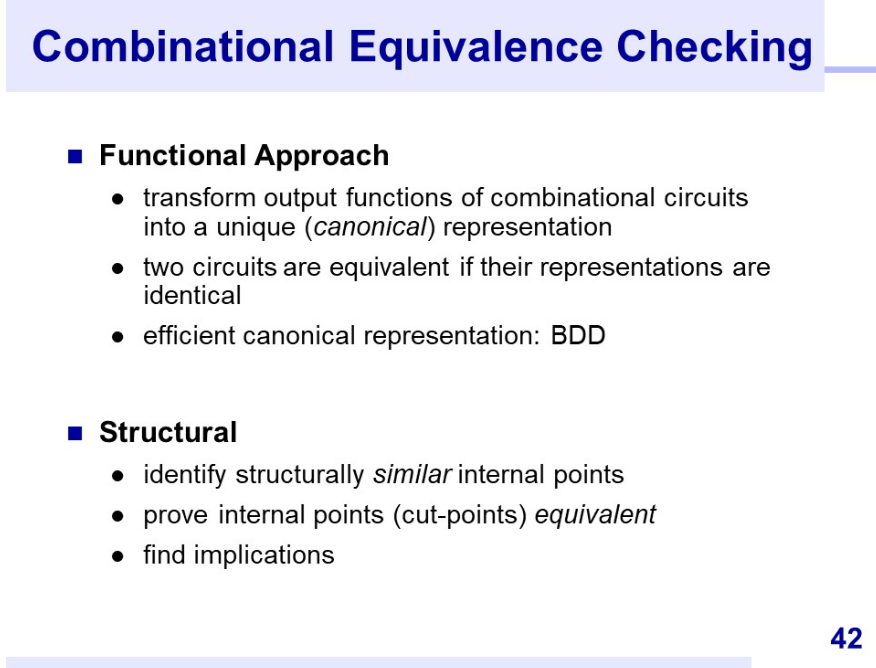 Combinational Equivalence Checking
Functional Approach
transform output functions of combinational circuits
into a unique (canonical) representation
two circuits are equivalent if their representations are
identical
efficient canonical representation: BDD
Structural
identify structurally similar internal points
prove internal points (cut-points) equivalent
find implications
42